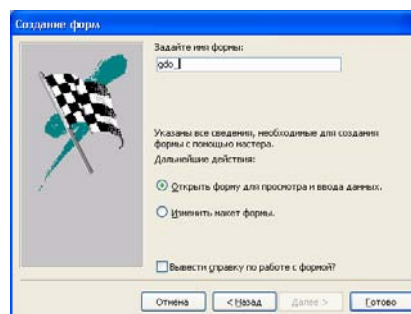 Создание форм
Задайте имя формы:
gdo_
Указаны все сведения, необходимые для создания
формы с помощью мастера.
Дальнейшие действия:
Открыть форму для просмотра и ввода данных.
Изменить макет формы.
Вывести справку по работе с формой?
Отмена
< Назад
Далее >
Готово